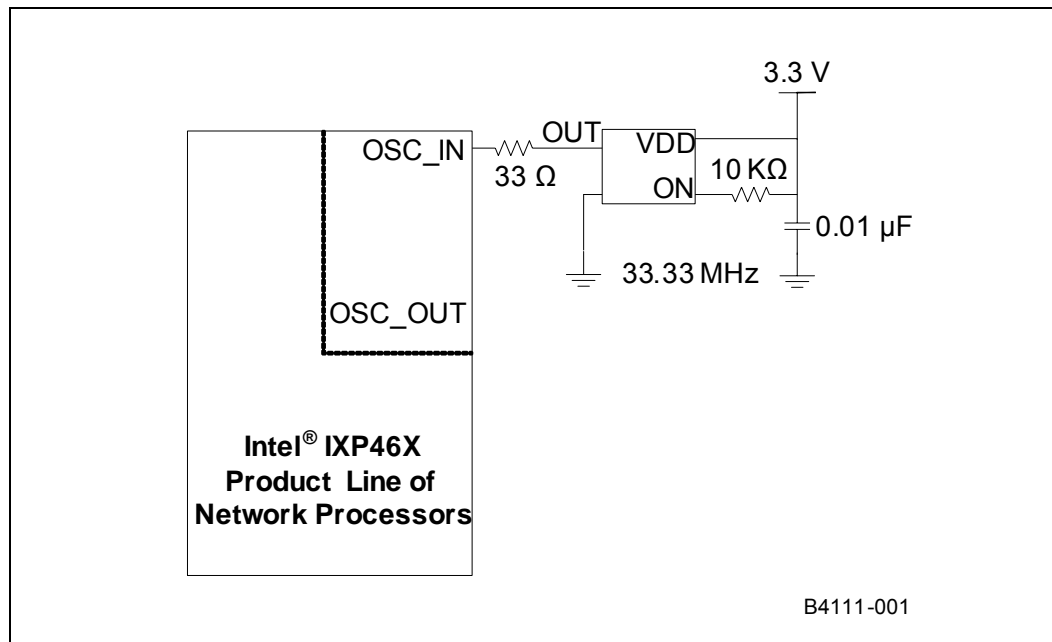 3.3 V
OSC_IN
OUT
VDD
33 Ω
10 KΩ
ON
0.01 µF
33.33 MHz
OSC_OUT
Intel® IXP46X
Product Line of
Network Processors
B4111-001